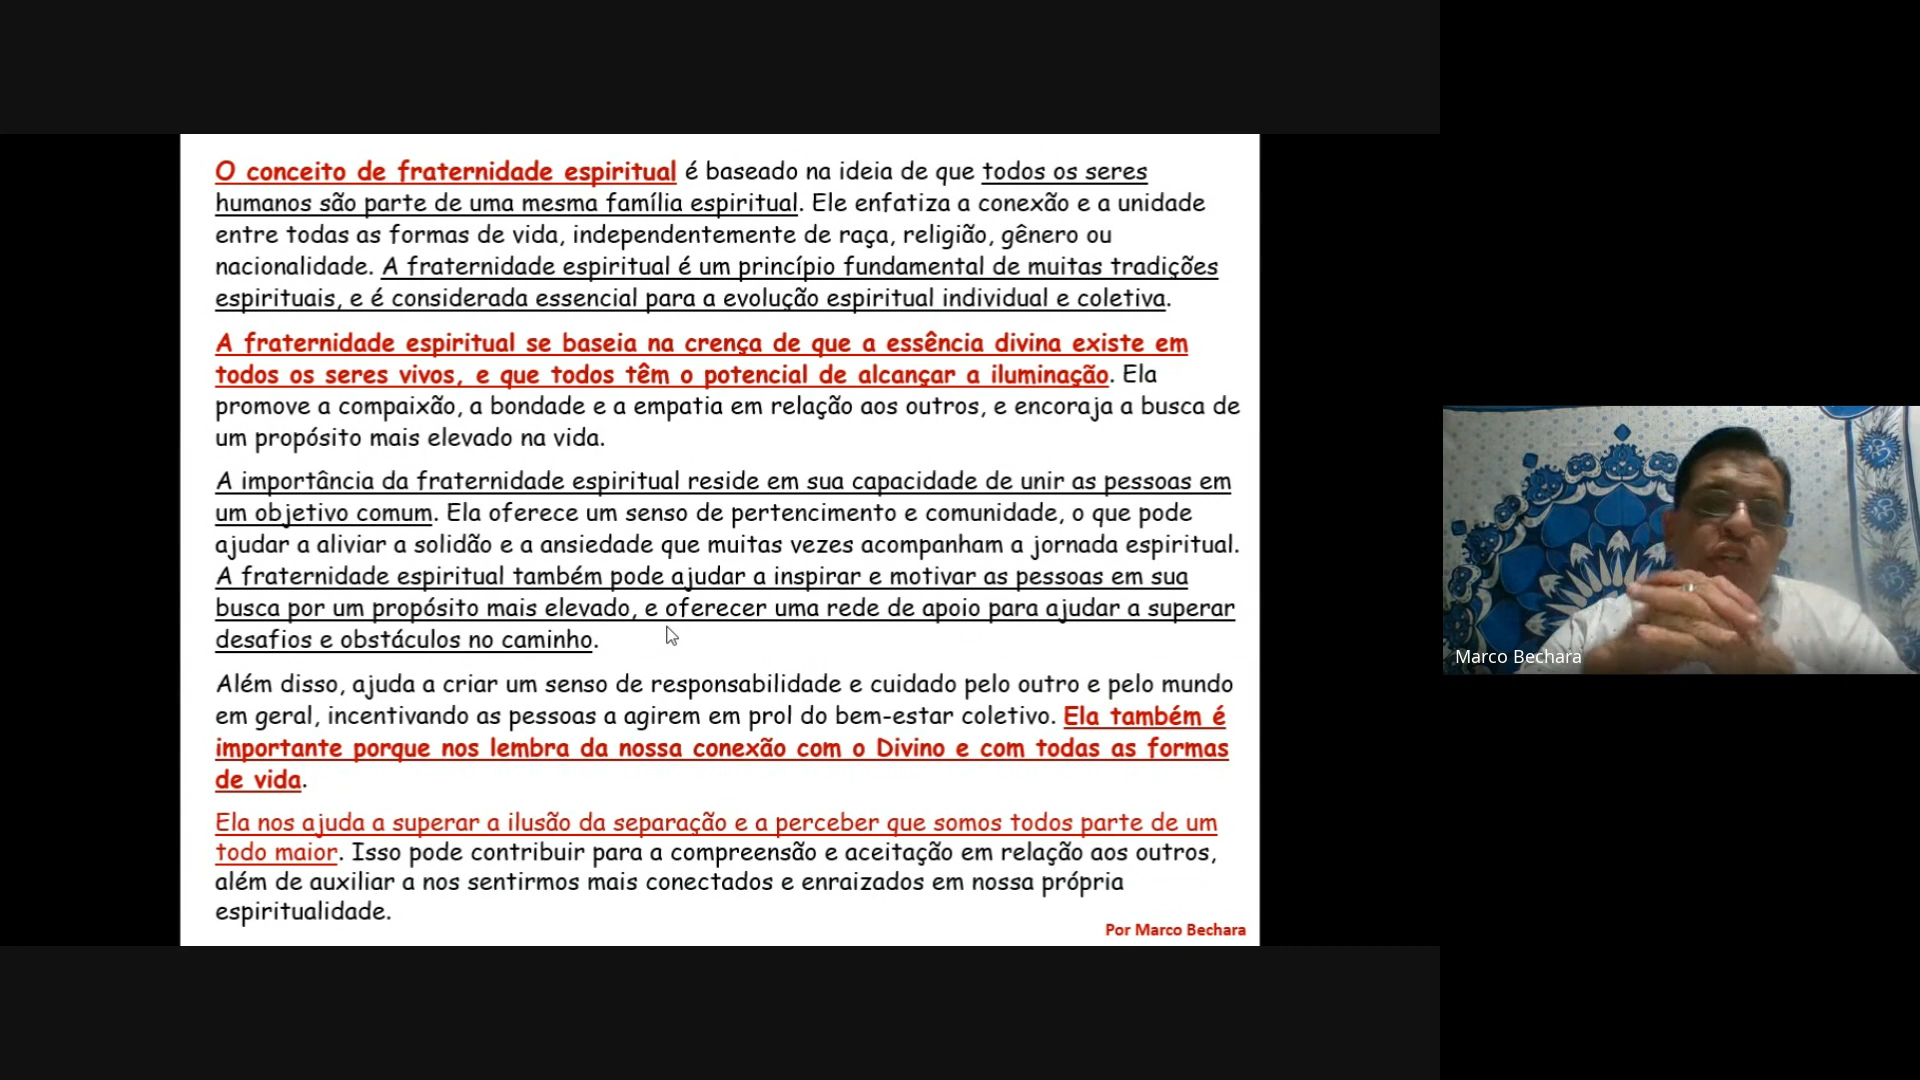 O conceito de fraternidade espiritual é baseado na ideia de que todos os seres
humanos são parte de uma mesma família espiritual. Ele enfatiza a conexão e a unidade
entre todas as formas de vida, independentemente de raça, religião, gênero ou
nacionalidade. A fraternidade espiritual é um princípio fundamental de muitas tradições
espirituais, e é considerada essencial para a evolução espiritual individual e coletiva.
A fraternidade espiritual se baseia na crença de que a essência divina existe em
todos os seres vivos, e que todos têm o potencial de alcançar a iluminação. Ela
promove a compaixão, a bondade e a empatia em relação aos outros, e encoraja a busca de
um propósito mais elevado na vida.
A importância da fraternidade espiritual reside em sua capacidade de unir as pessoas em
um objetivo comum. Ela oferece um senso de pertencimento e comunidade, o que pode
ajudar a aliviar a solidão e a ansiedade que muitas vezes acompanham a jornada espiritual.
A fraternidade espiritual também pode ajudar a inspirar e motivar as pessoas em sua
busca por um propósito mais elevado, e oferecer uma rede de apoio para ajudar a superar
desafios e obstáculos no caminho.
Além disso, ajuda a criar um senso de responsabilidade e cuidado pelo outro e pelo mundo
em geral, incentivando as pessoas a agirem em prol do bem-estar coletivo. Ela também é
importante porque nos lembra da nossa conexão com o Divino e com todas as formas
de vida.
Ela nos ajuda a superar a ilusão da separação e a perceber que somos todos parte de um
todo maior. Isso pode contribuir para a compreensão e aceitação em relação aos outros,
além de auxiliar a nos sentirmos mais conectados e enraizados em nossa própria
espiritualidade.
Por Marco Bechara
Marco Bechara